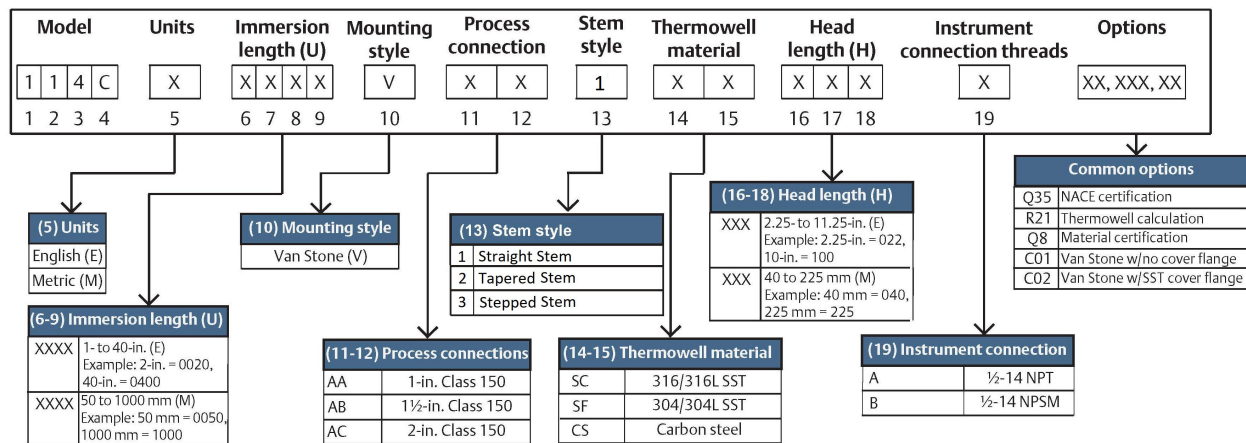 Model
Units
Immersion
length (U)
Mounting
style
Process
connection
Stem
style
Thermowell
material
Head
length (H)
Instrument
connection threads
Options
1 1 4 C
X
X X X X
V
X X
1
X X
X X X
X
XX, XXX, XX
1 2 3 4
5
6 7 8 9
10
11 12
13
14 15
16 17 18
19
(5) Units
English (E)
Metric (M)
(6-9) Immersion length (U)
XXXX 1- to 40-in. (E)
Example: 2-in. = 0020,
40-in. = 0400
XXXX 50 to 1000 mm (M)
Example: 50 mm = 0050,
1000 mm = 1000
(10) Mounting style
Van Stone (V)
(11-12) Process connections
AA 1-in. Class 150
AB 1½-in. Class 150
AC 2-in. Class 150
(13) Stem style
1 Straight Stem
2 Tapered Stem
3 Stepped Stem
(14-15) Thermowell material
SC 316/316L SST
SF 304/304L SST
CS Carbon steel
(16-18) Head length (H)
XXX 2.25- to 11.25-in. (E)
Example: 2.25-in. = 022,
10-in. = 100
XXX 40 to 225 mm (M)
Example: 40 mm = 040,
225 mm = 225
(19) Instrument connection
A ½-14 NPT
B ½-14 NPSM
Common options
Q35 NACE certification
R21 Thermowell calculation
Q8 Material certification
C01 Van Stone w/no cover flange
C02 Van Stone w/SST cover flange